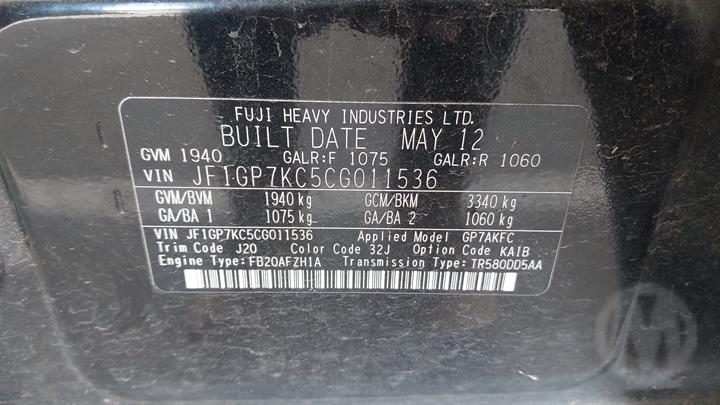 FUJI HEAVY INDUSTRIES LTD.
BUILT DATE MAY 12
GVM 1940 GALR:F 1075 GALR:R 1060
VIN JF1GP7KC5CG011536
GVM/BVM 1940 kg GCM/BKM 3340 kg
GA/BA 1 1075 kg GA/BA 2 1060 kg
VIN JF1GP7KC5CG011536 Applied Model GP7AKFC
Trim Code J20 Color Code 32J Option Code KAIB
Engine Type:FB20AFZH1A Transmission Type:TR580DD5AA
M